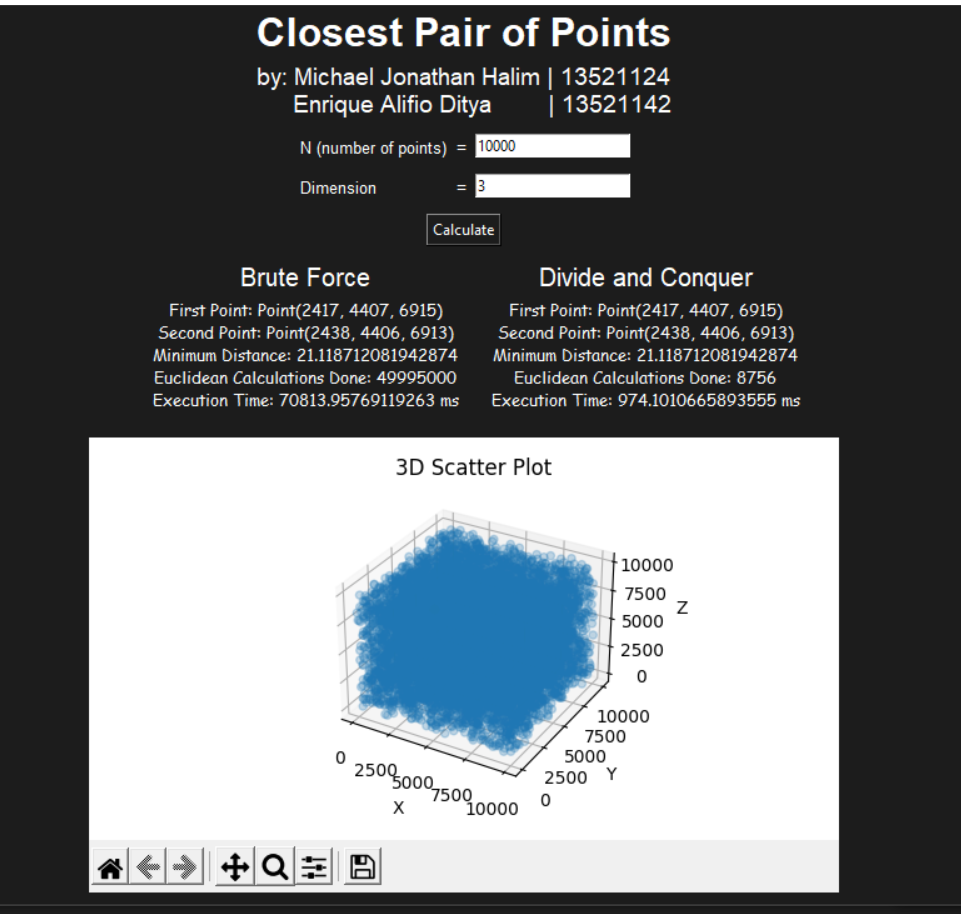 Closest Pair of Points
by: Michael Jonathan Halim | 13521124
Enrique Alifio Ditya | 13521142
N (number of points) = 10000
Dimension = 3
Calculate
Brute Force
First Point: Point(2417, 4407, 6915)
Second Point: Point(2438, 4406, 6913)
Minimum Distance: 21.118712081942874
Euclidean Calculations Done: 49995000
Execution Time: 70813.95769119263 ms
Divide and Conquer
First Point: Point(2417, 4407, 6915)
Second Point: Point(2438, 4406, 6913)
Minimum Distance: 21.118712081942874
Euclidean Calculations Done: 8756
Execution Time: 974.1010665893555 ms
3D Scatter Plot
10000
7500
5000
2500
0
Z
10000
7500
5000
2500
0
Y
0
2500
5000
7500
10000
X